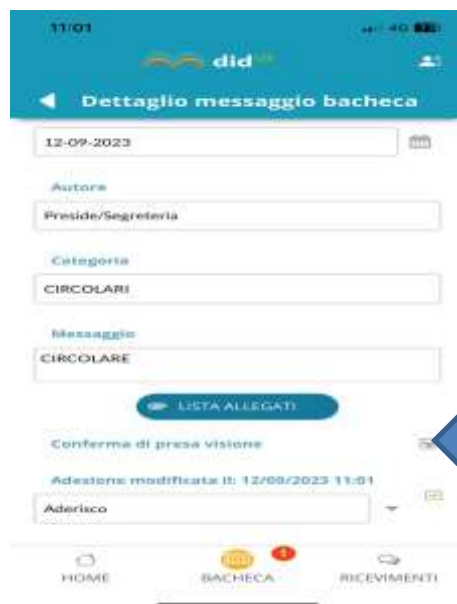 11:01
4G
did
Dettaglio messaggio bacheca
12-09-2023
Autore
Preside/Segreteria
Categoria
CIRCOLARI
Messaggio
CIRCOLARE
LISTA ALLEGATI
Conferma di presa visione
Adesione modificata il: 12/09/2023 11:01
Aderisco
1
HOME
BACHECA
RICEVIMENTI